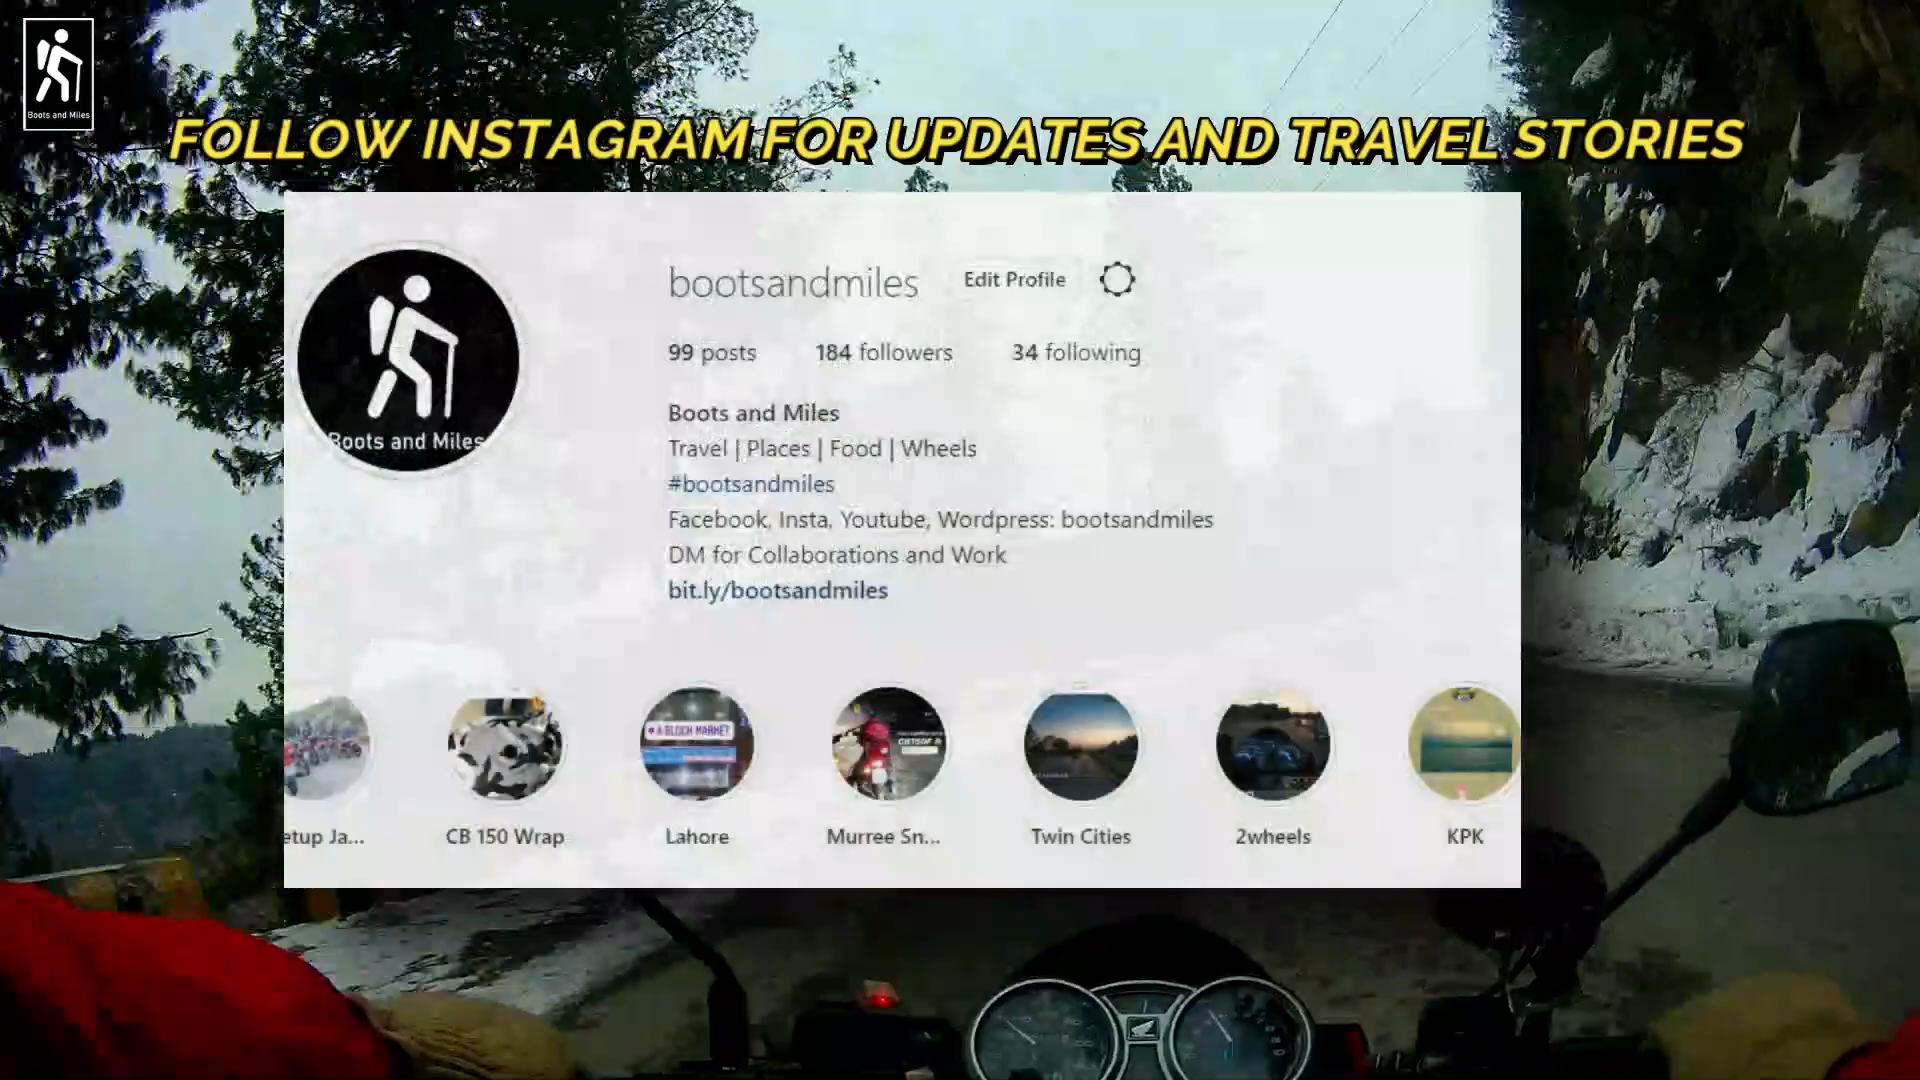 Boots and Miles
FOLLOW INSTAGRAM FOR UPDATES AND TRAVEL STORIES
bootsandmiles Edit Profile
99 posts 184 followers 34 following
Boots and Miles
Boots and Miles
Travel | Places | Food | Wheels
#bootsandmiles
Facebook, Insta, Youtube, Wordpress: bootsandmiles
DM for Collaborations and Work
bit.ly/bootsandmiles
A BLOCK MARKET
etup Ja... CB 150 Wrap Lahore Murree Sn... Twin Cities 2wheels KPK